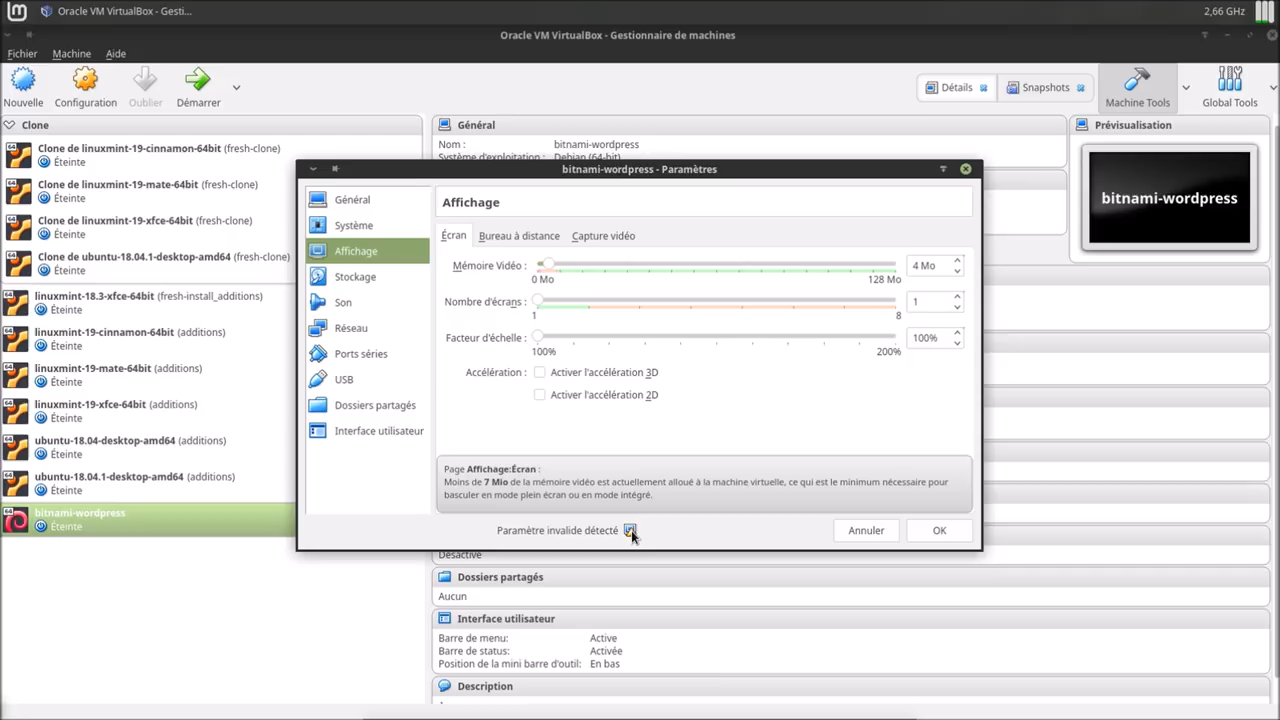 Oracle VM VirtualBox - Gesti...
2,66 GHz
Oracle VM VirtualBox - Gestionnaire de machines
Fichier Machine Aide
Nouvelle Configuration Oublier Démarrer
Détails Snapshots Machine Tools Global Tools
Clone
Clone de linuxmint-19-cinnamon-64bit (fresh-clone)
64 Éteinte
Clone de linuxmint-19-mate-64bit (fresh-clone)
64 Éteinte
Clone de linuxmint-19-xfce-64bit (fresh-clone)
64 Éteinte
Clone de ubuntu-18.04.1-desktop-amd64 (fresh-clone)
64 Éteinte
linuxmint-18.3-xfce-64bit (fresh-install_additions)
64 Éteinte
linuxmint-19-cinnamon-64bit (additions)
64 Éteinte
linuxmint-19-mate-64bit (additions)
64 Éteinte
linuxmint-19-xfce-64bit (additions)
64 Éteinte
ubuntu-18.04-desktop-amd64 (additions)
64 Éteinte
ubuntu-18.04.1-desktop-amd64 (additions)
64 Éteinte
bitnami-wordpress
64 Éteinte
Général
Nom : bitnami-wordpress
Système d'exploitation : Debian (64-bit)
Prévisualisation
bitnami-wordpress
bitnami-wordpress - Paramètres
Général
Système
Affichage
Stockage
Son
Réseau
Ports séries
USB
Dossiers partagés
Interface utilisateur
Affichage
Écran Bureau à distance Capture vidéo
Mémoire Vidéo : 4 Mo
0 Mo 128 Mo
Nombre d'écrans : 1
1 8
Facteur d'échelle : 100%
100% 200%
Accélération : Activer l'accélération 3D
Activer l'accélération 2D
Page Affichage:Écran :
Moins de 7 Mio de la mémoire vidéo est actuellement alloué à la machine virtuelle, ce qui est le minimum nécessaire pour
basculer en mode plein écran ou en mode intégré.
Paramètre invalide détecté Annuler OK
Désactivé
Dossiers partagés
Aucun
Interface utilisateur
Barre de menu: Active
Barre de status: Activée
Position de la mini barre d'outil: En bas
Description